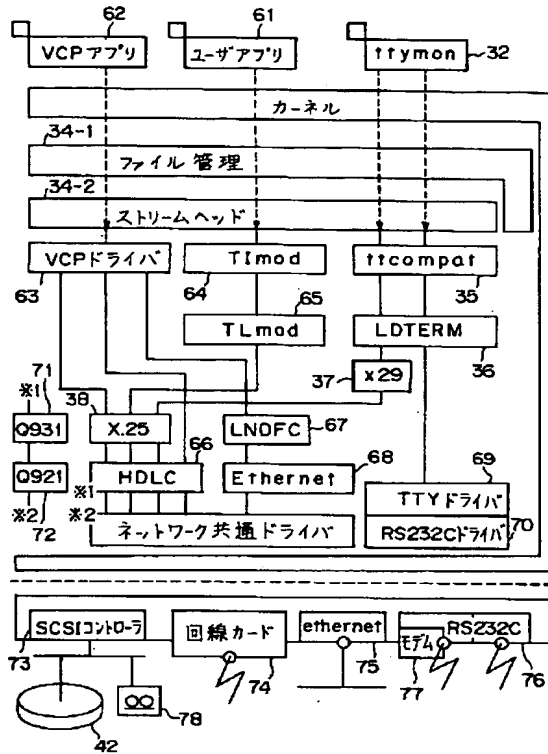 62
61
VCPアプリ
ユーザアプリ
ttymon
32
カーネル
34-1
ファイル管理
34-2
ストリームヘッド
VCPドライバ
TImod
ttcompat
63
64
65
35
TLmod
LDTERM
36
※1
71
37
x29
38
Q931
X.25
66
LNDFC
67
68
Q921
HDLC
Ethernet
69
※1
※2
72
※2
ネットワーク共通ドライバ
TTYドライバ
RS232Cドライバ
70
SCSIコントローラ
回線カード
ethernet
RS232C
モデム
73
74
75
77
76
42
78